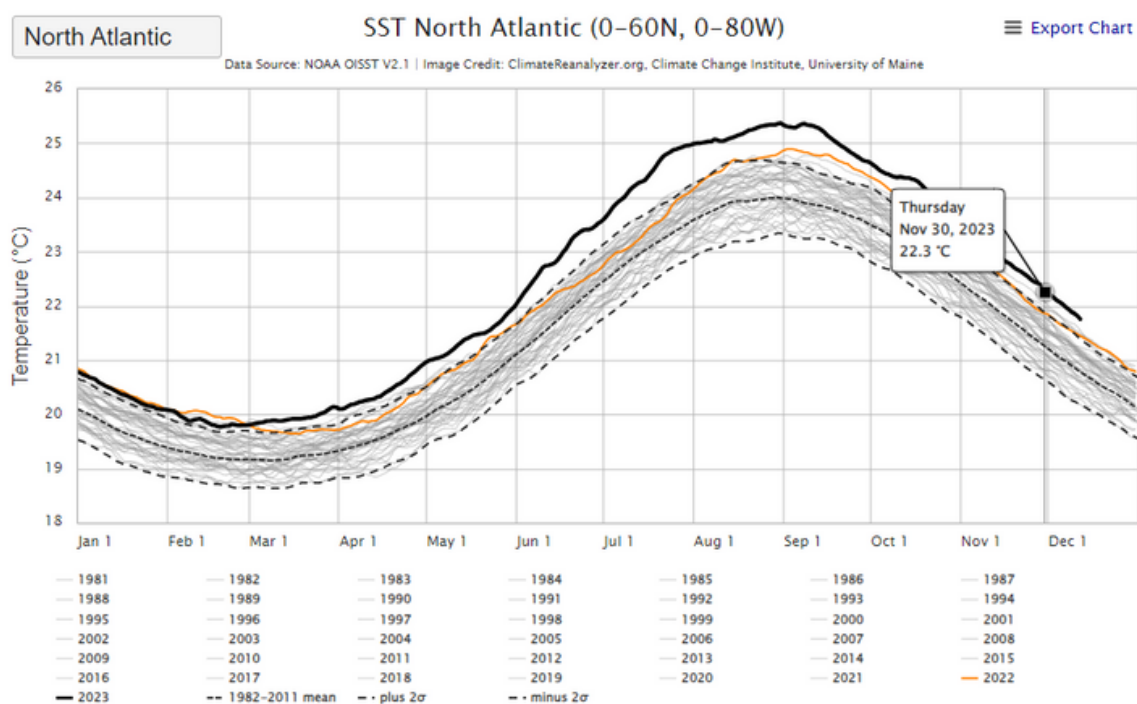 North Atlantic
SST North Atlantic (0-60N, 0-80W)
Export Chart
Data Source: NOAA OISST V2.1 | Image Credit: ClimateReanalyzer.org, Climate Change Institute, University of Maine
Temperature (°C)
26
25
24
23
22
21
20
19
18
Thursday
Nov 30, 2023
22.3 °C
Jan 1 Feb 1 Mar 1 Apr 1 May 1 Jun 1 Jul 1 Aug 1 Sep 1 Oct 1 Nov 1 Dec 1
1981 1982 1983 1984 1985 1986 1987
1988 1989 1990 1991 1992 1993 1994
1995 1996 1997 1998 1999 2000 2001
2002 2003 2004 2005 2006 2007 2008
2009 2010 2011 2012 2013 2014 2015
2016 2017 2018 2019 2020 2021 2022
2023 1982-2011 mean plus 2σ minus 2σ